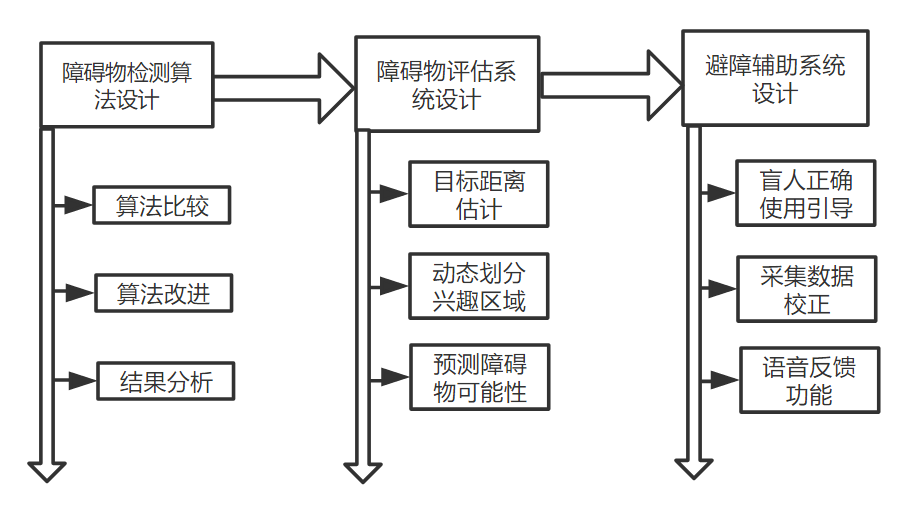 障碍物检测算
法设计
算法比较
算法改进
结果分析
障碍物评估系
统设计
目标距离
估计
动态划分
兴趣区域
预测障碍
物可能性
避障辅助系统
设计
盲人正确
使用引导
采集数据
校正
语音反馈
功能